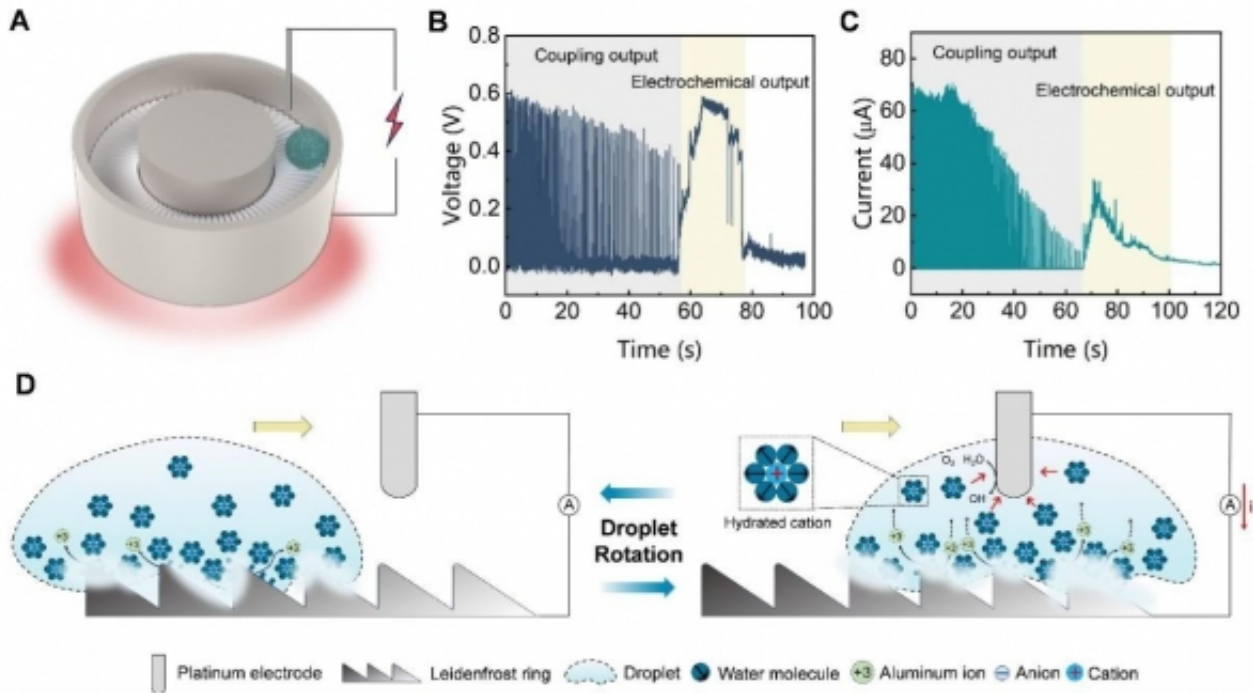 A
B
C
0.8
0.6
0.4
0.2
0.0
Voltage (V)
Coupling output
Electrochemical output
0 20 40 60 80 100
Time (s)
80
60
40
20
0
Current (μA)
Coupling output
Electrochemical output
0 20 40 60 80 100 120
Time (s)
D
A
Droplet
Rotation
Hydrated cation
O₂ H₂O
OH
A i
+3 +3 +3
+3 +3 +3 +3 +3
Platinum electrode
Leidenfrost ring
Droplet
Water molecule
+3 Aluminum ion
Anion
Cation